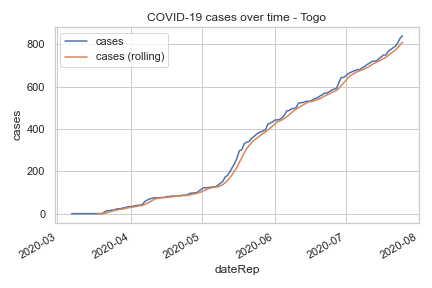 COVID-19 cases over time - Togo
cases
cases (rolling)
800
600
400
200
0
cases
2020-03
2020-04
2020-05
2020-06
2020-07
2020-08
dateRep